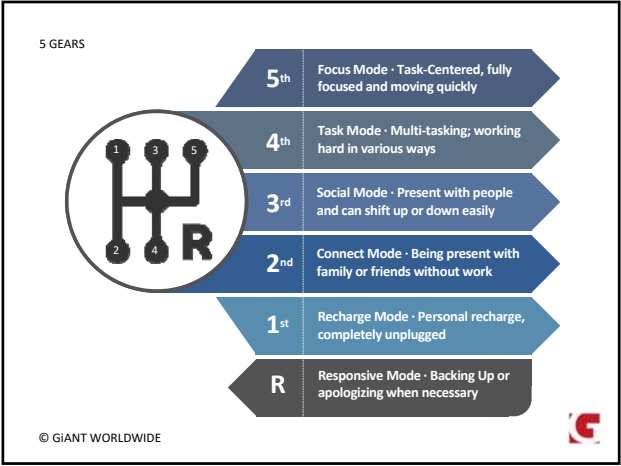 5 GEARS
5th
Focus Mode · Task-Centered, fully
focused and moving quickly
4th
Task Mode · Multi-tasking; working
hard in various ways
3rd
Social Mode · Present with people
and can shift up or down easily
2nd
Connect Mode · Being present with
family or friends without work
1st
Recharge Mode · Personal recharge,
completely unplugged
R
Responsive Mode · Backing Up or
apologizing when necessary
1 3 5
2 4 R
© GiANT WORLDWIDE
G